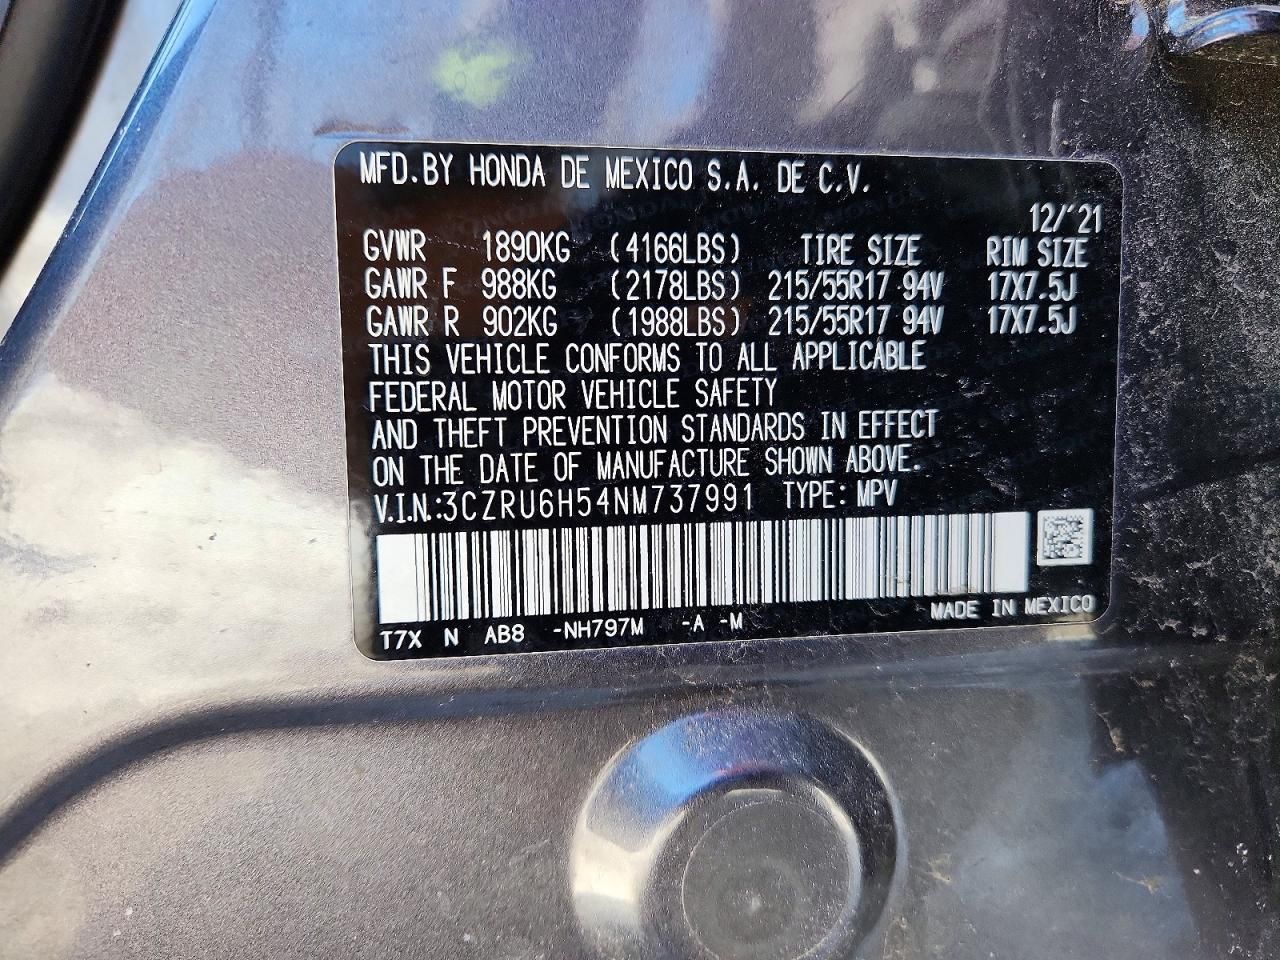 MFD.BY HONDA DE MEXICO S.A. DE C.V.
12/'21
GVWR 1890KG (4166LBS) TIRE SIZE RIM SIZE
GAWR F 988KG (2178LBS) 215/55R17 94V 17X7.5J
GAWR R 902KG (1988LBS) 215/55R17 94V 17X7.5J
THIS VEHICLE CONFORMS TO ALL APPLICABLE
FEDERAL MOTOR VEHICLE SAFETY
AND THEFT PREVENTION STANDARDS IN EFFECT
ON THE DATE OF MANUFACTURE SHOWN ABOVE.
V.I.N.:3CZRU6H54NM737991 TYPE: MPV
MADE IN MEXICO
T7X N AB8 -NH797M -A -M